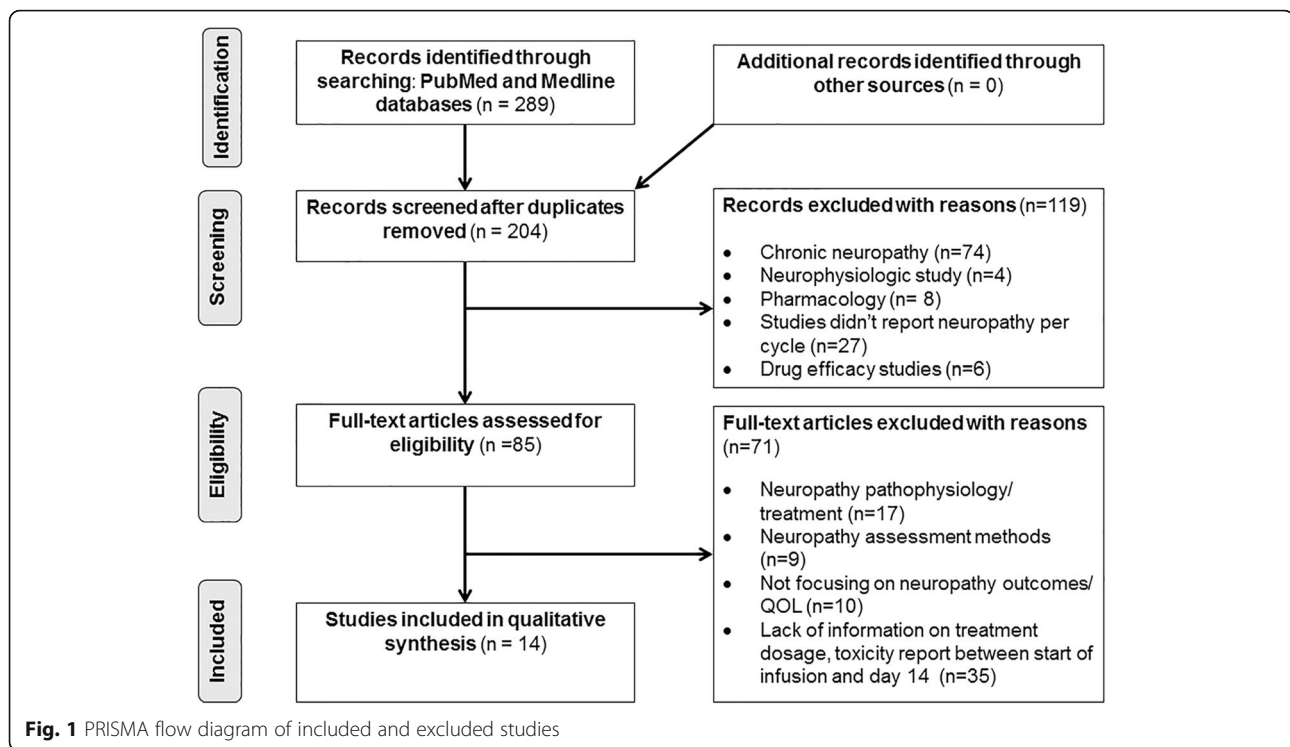 Identification
Records identified through
searching: PubMed and Medline
databases (n = 289)
Additional records identified through
other sources (n = 0)
Screening
Records screened after duplicates
removed (n = 204)
Records excluded with reasons (n=119)
• Chronic neuropathy (n=74)
• Neurophysiologic study (n=4)
• Pharmacology (n= 8)
• Studies didn't report neuropathy per
cycle (n=27)
• Drug efficacy studies (n=6)
Eligibility
Full-text articles assessed for
eligibility (n =85)
Full-text articles excluded with reasons
(n=71)
• Neuropathy pathophysiology/
treatment (n=17)
• Neuropathy assessment methods
(n=9)
• Not focusing on neuropathy outcomes/
QOL (n=10)
• Lack of information on treatment
dosage, toxicity report between start of
infusion and day 14 (n=35)
Included
Studies included in qualitative
synthesis (n = 14)
Fig. 1 PRISMA flow diagram of included and excluded studies